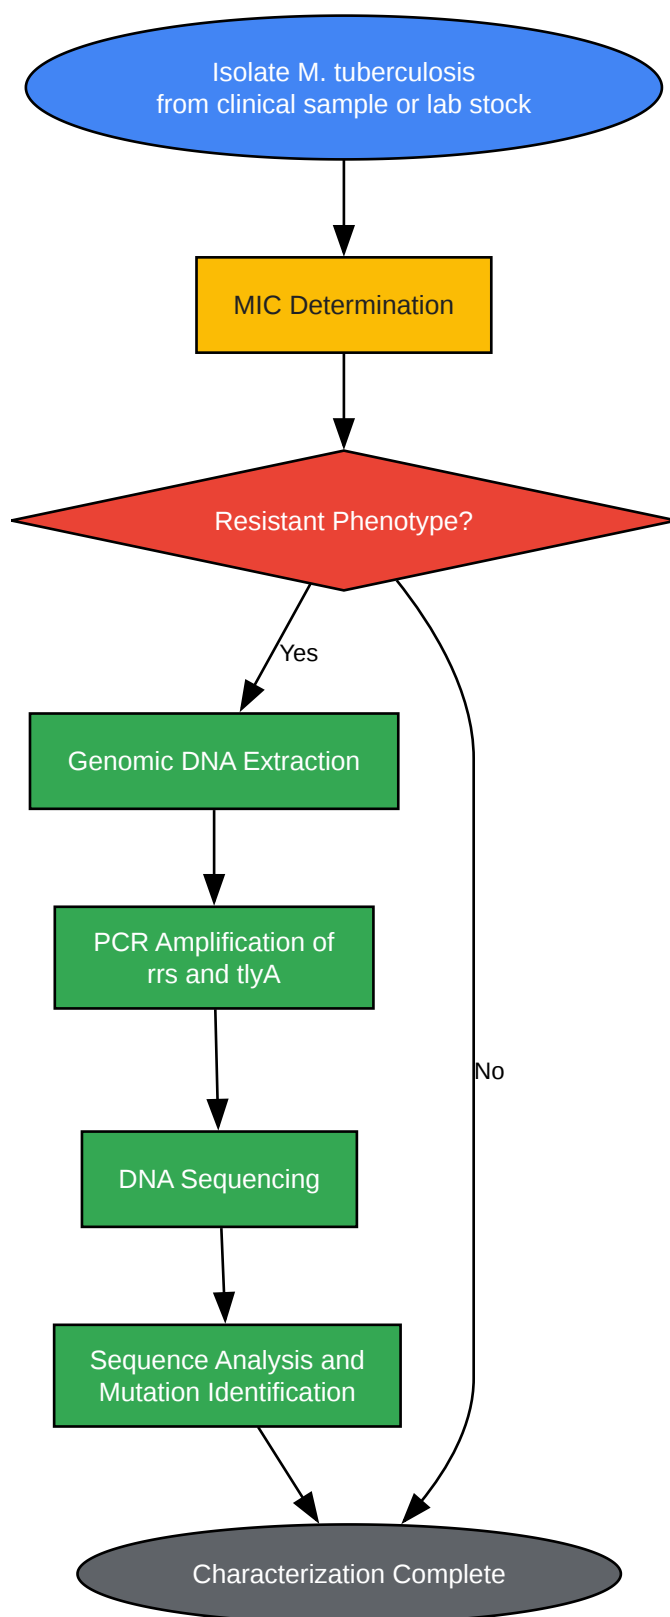 Isolate M. tuberculosis
from clinical sample or lab stock
MIC Determination
Resistant Phenotype?
Yes
Genomic DNA Extraction
PCR Amplification of
rrs and tlyA
No
DNA Sequencing
Sequence Analysis and
Mutation Identification
Characterization Complete